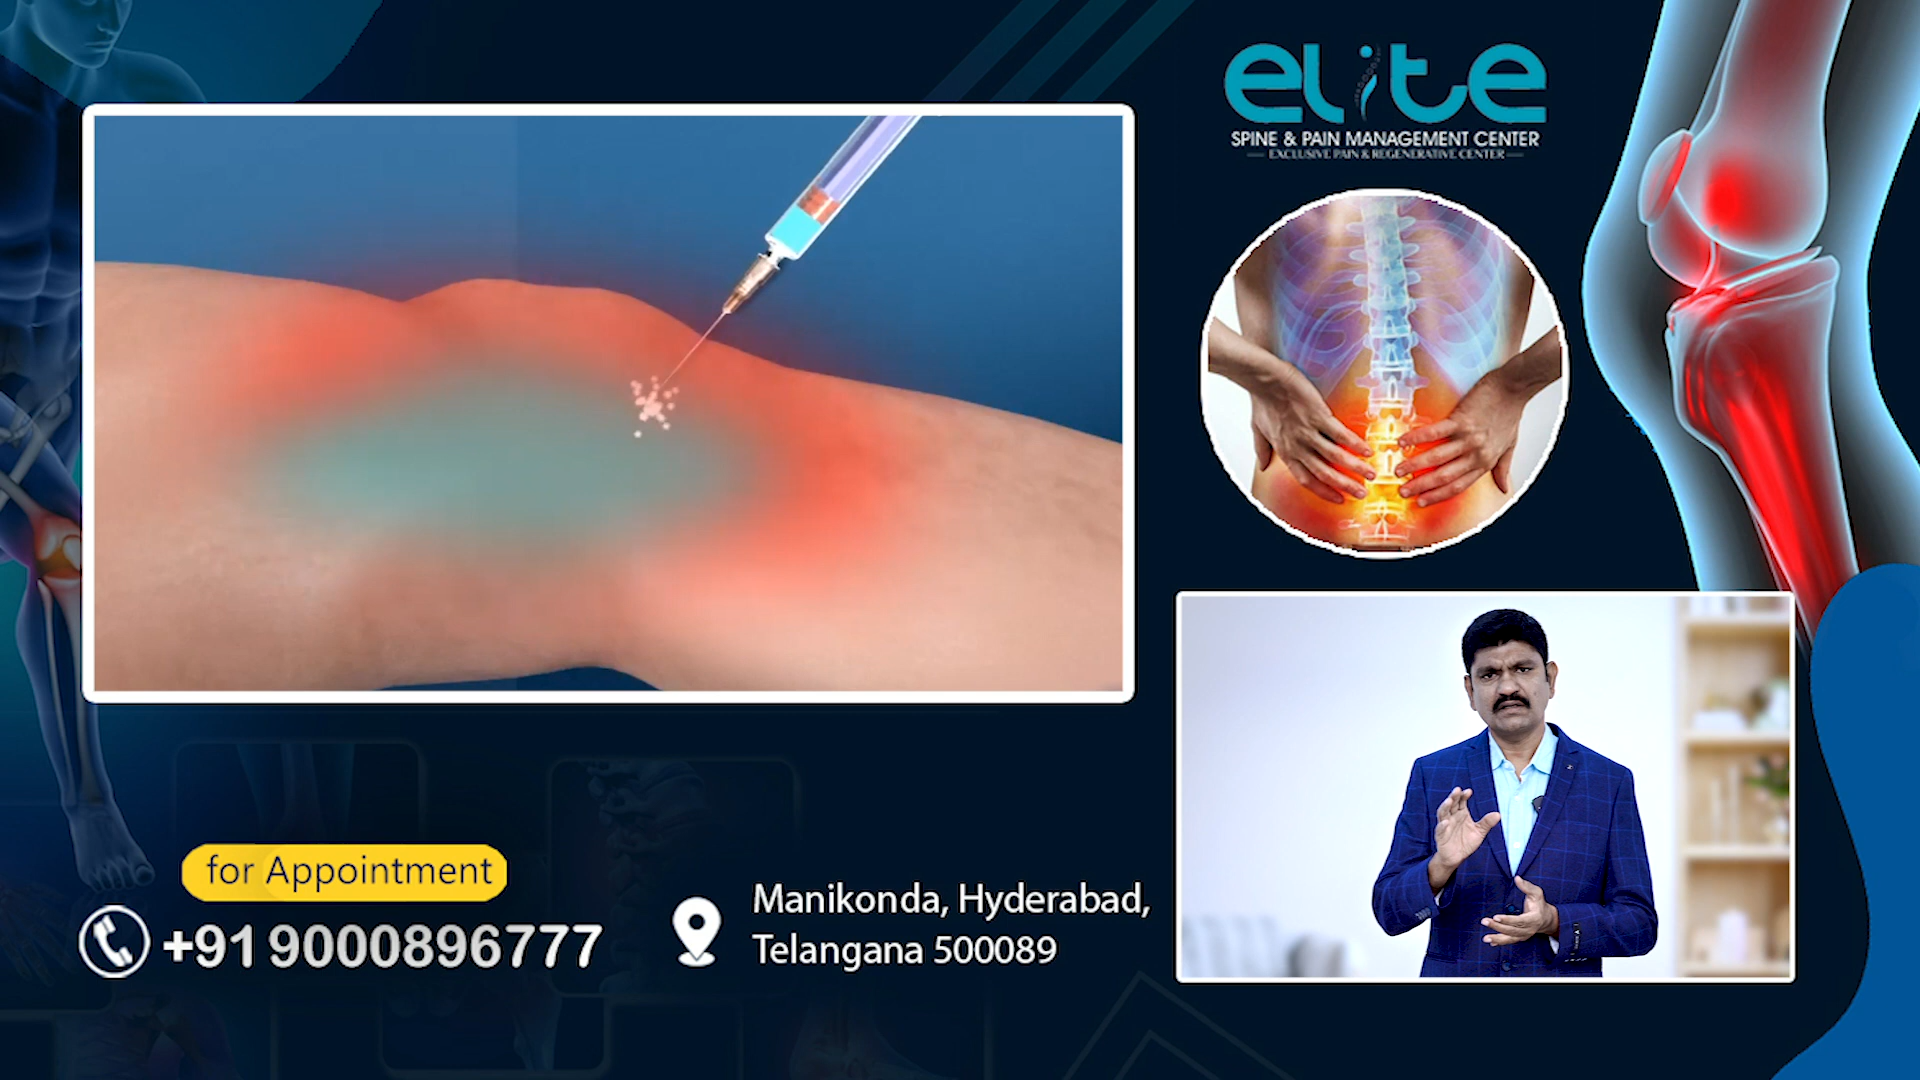 elite
SPINE & PAIN MANAGEMENT CENTER
EXCLUSIVE PAIN & REGENERATIVE CENTER
for Appointment
+91 9000896777
Manikonda, Hyderabad,
Telangana 500089